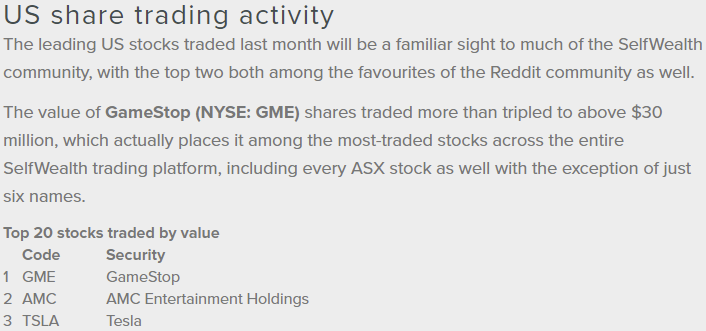 US share trading activity
The leading US stocks traded last month will be a familiar sight to much of the SelfWealth
community, with the top two both among the favourites of the Reddit community as well.
The value of GameStop (NYSE: GME) shares traded more than tripled to above $30
million, which actually places it among the most-traded stocks across the entire
SelfWealth trading platform, including every ASX stock as well with the exception of just
six names.
Top 20 stocks traded by value
Code Security
1 GME GameStop
2 AMC AMC Entertainment Holdings
3 TSLA Tesla